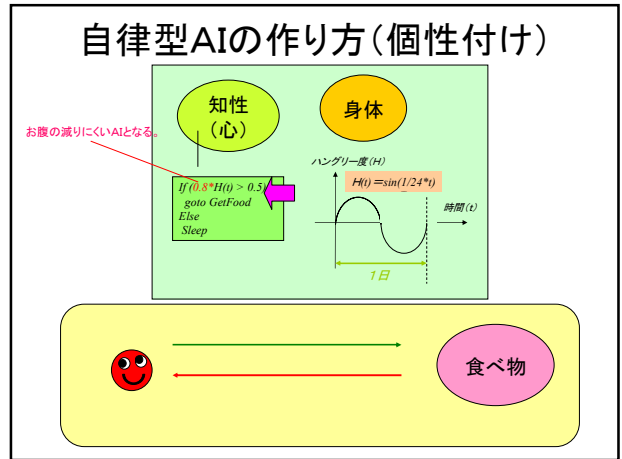 自律型AIの作り方(個性付け)
知性
(心)
身体
お腹の減りにくいAIとなる。
ハングリー度(H)
If (0.8*H(t) > 0.5)
goto GetFood
Else
Sleep
H(t)=sin(1/24*t)
時間(t)
1日
食べ物